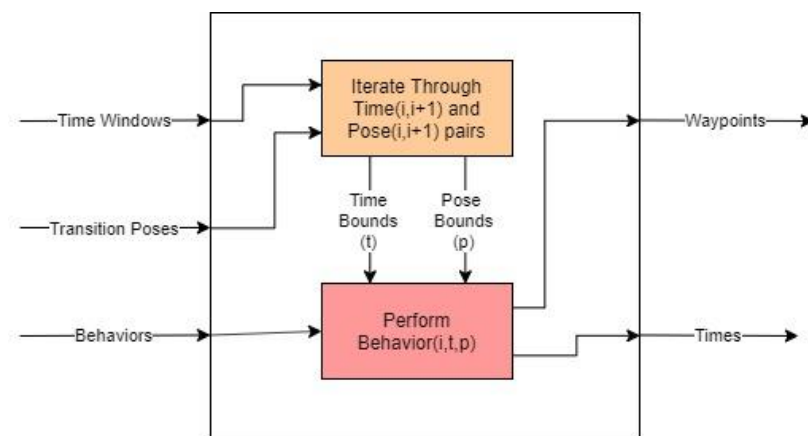 Iterate Through
Time(i,i+1) and
Pose(i,i+1) pairs
Time Windows
Waypoints
Time
Bounds
(t)
Pose
Bounds
(p)
Transition Poses
Perform
Behavior(i,t,p)
Behaviors
Times